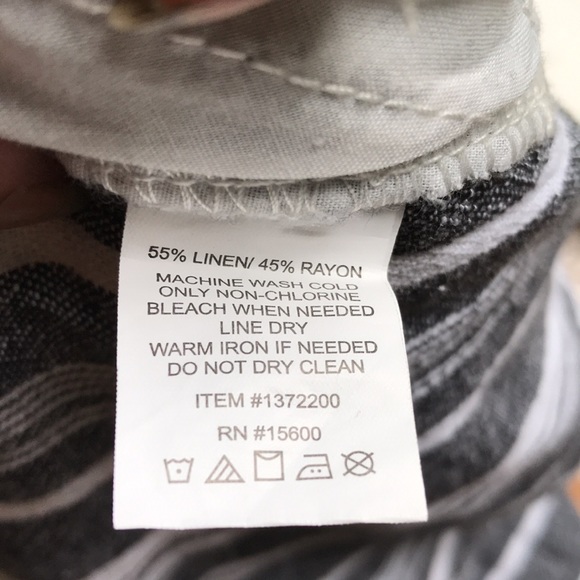 55% LINEN/ 45% RAYON
MACHINE WASH COLD
ONLY NON-CHLORINE
BLEACH WHEN NEEDED
LINE DRY
WARM IRON IF NEEDED
DO NOT DRY CLEAN
ITEM #1372200
RN #15600